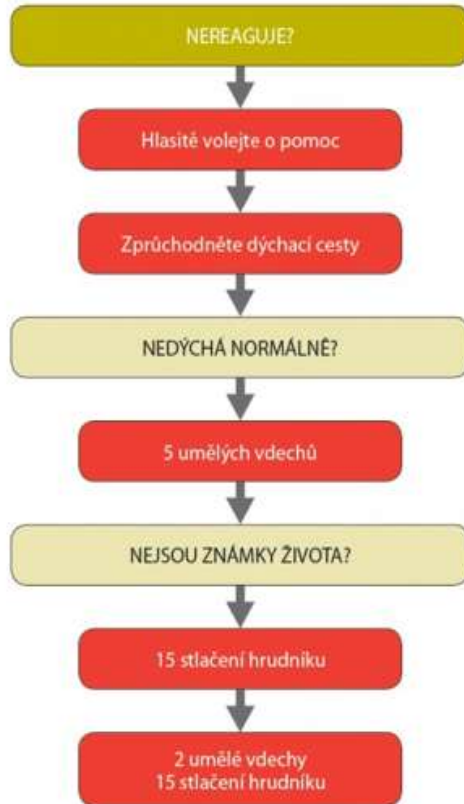 NEREAGUJE?
Hlasitě volejte o pomoc
Zprůchodněte dýchací cesty
NEDÝCHÁ NORMÁLNĚ?
5 umělých vdechů
NEJSOU ZNÁMKY ŽIVOTA?
15 stlačení hrudníku
2 umělé vdechy
15 stlačení hrudníku